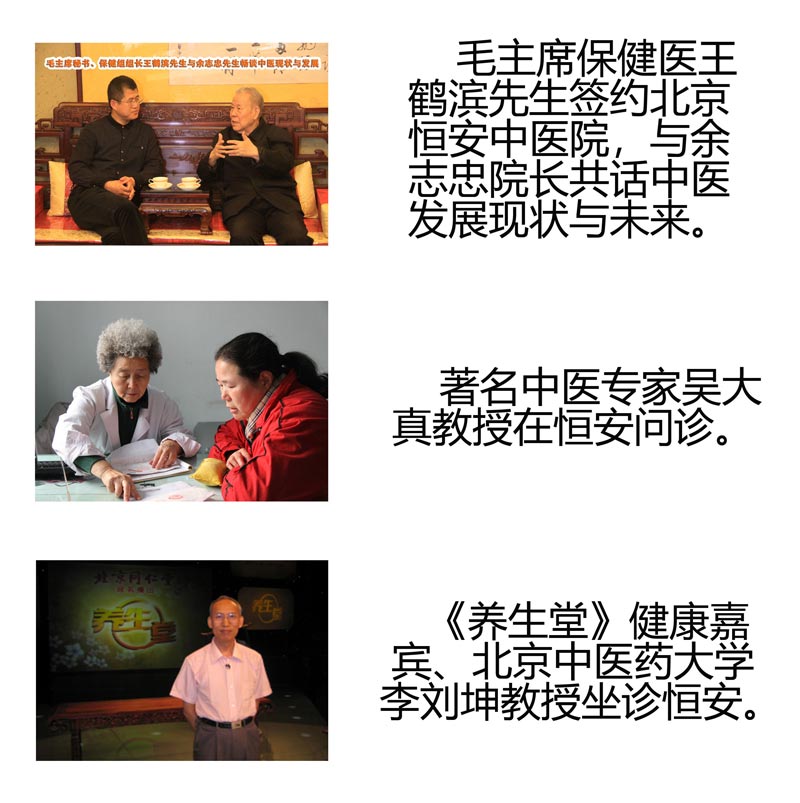 毛主席秘书、保健组组长王鹤滨先生与余志忠先生畅谈中医现状与发展
毛主席保健医王
鹤滨先生签约北京
恒安中医院，与余
志忠院长共话中医
发展现状与未来。
著名中医专家吴大
真教授在恒安问诊。
北京同仁堂
养生堂
《养生堂》健康嘉
宾、北京中医药大学
李刘坤教授坐诊恒安。